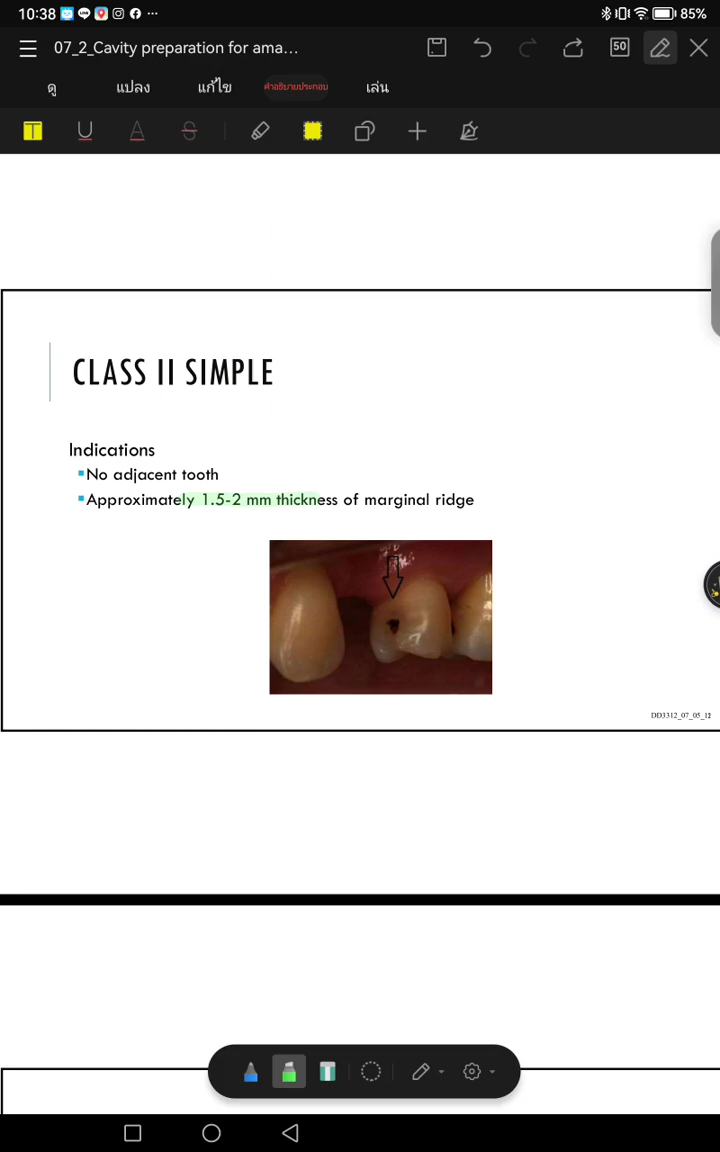 10:38 85%
07_2_Cavity preparation for ama...
50
ดู แปลง แก้ไข คำอธิบายประกอบ เล่น
T U A S
CLASS II SIMPLE
Indications
No adjacent tooth
Approximately 1.5-2 mm thickness of marginal ridge
DD3312_07_05_12